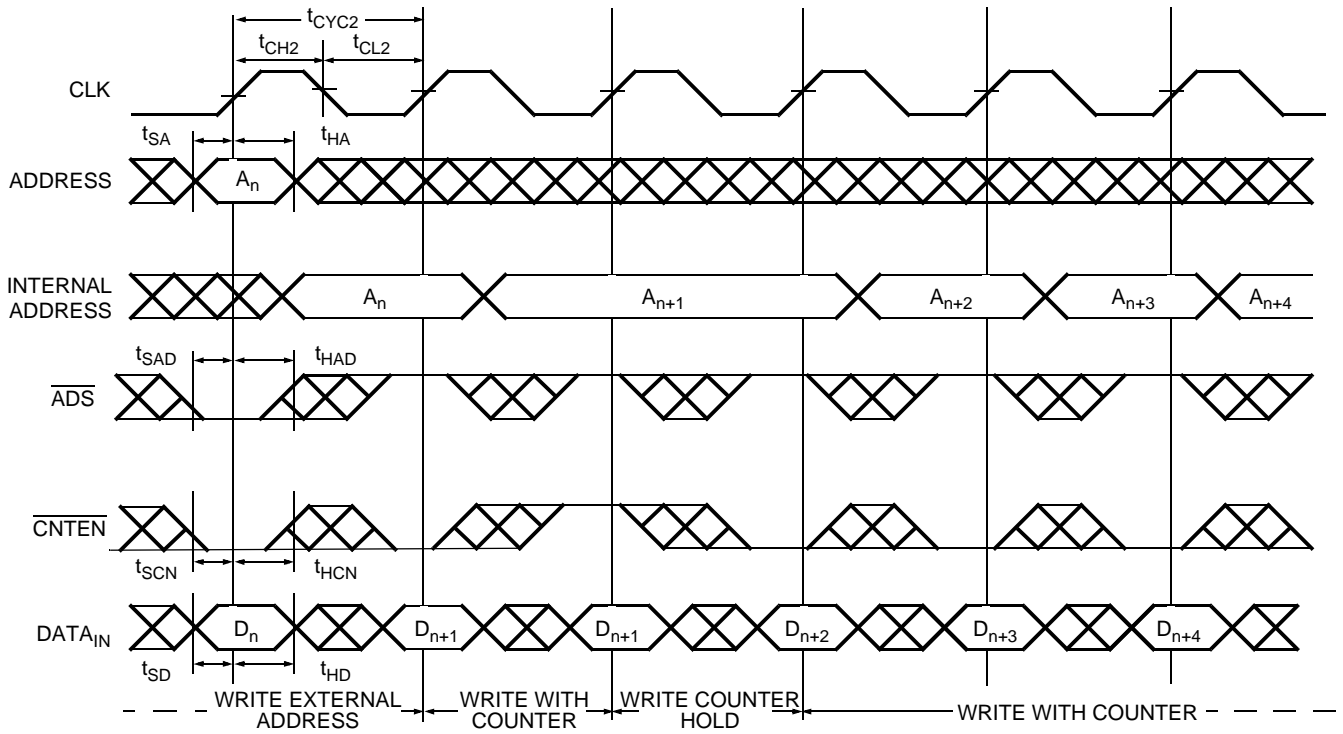 tCYC2
tCH2 tCL2
CLK
tSA tHA
ADDRESS An
INTERNAL
ADDRESS
An An+1 An+2 An+3 An+4
tSAD tHAD
ADS
CNTEN
tSCN tHCN
DATAIN Dn Dn+1 Dn+1 Dn+2 Dn+3 Dn+4
tSD tHD
WRITE EXTERNAL
ADDRESS
WRITE WITH
COUNTER
WRITE COUNTER
HOLD
WRITE WITH COUNTER